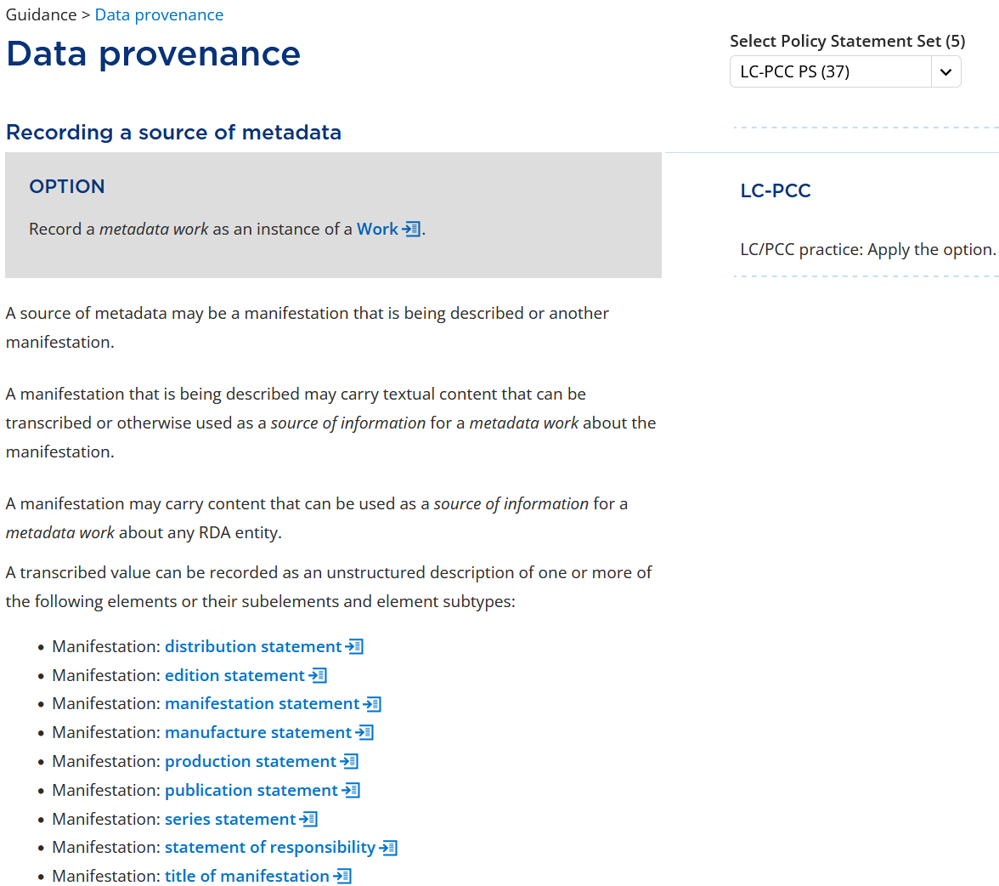 Guidance > Data provenance
Data provenance
Select Policy Statement Set (5)
LC-PCC PS (37)
Recording a source of metadata
OPTION
Record a metadata work as an instance of a Work.
LC-PCC
LC/PCC practice: Apply the option.
A source of metadata may be a manifestation that is being described or another
manifestation.
A manifestation that is being described may carry textual content that can be
transcribed or otherwise used as a source of information for a metadata work about the
manifestation.
A manifestation may carry content that can be used as a source of information for a
metadata work about any RDA entity.
A transcribed value can be recorded as an unstructured description of one or more of
the following elements or their subelements and element subtypes:
• Manifestation: distribution statement
• Manifestation: edition statement
• Manifestation: manifestation statement
• Manifestation: manufacture statement
• Manifestation: production statement
• Manifestation: publication statement
• Manifestation: series statement
• Manifestation: statement of responsibility
• Manifestation: title of manifestation